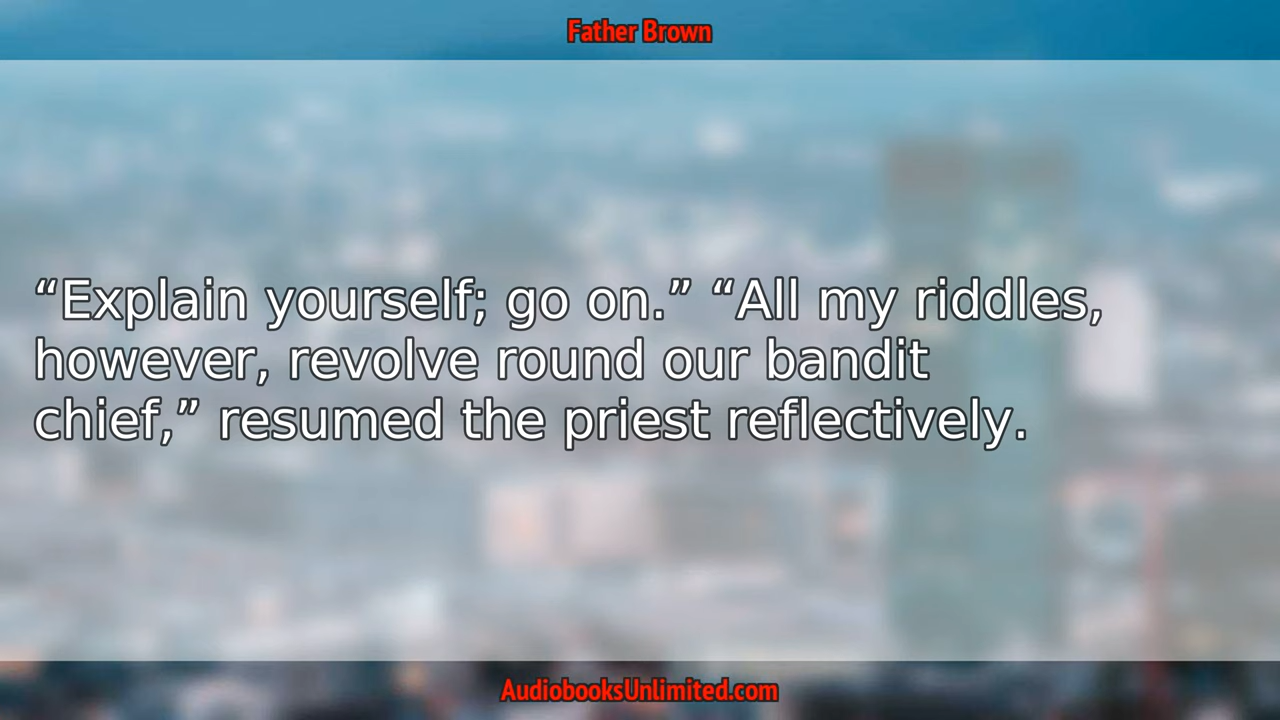 Father Brown
“Explain yourself; go on.” “All my riddles,
however, revolve round our bandit
chief,” resumed the priest reflectively.
AudiobooksUnlimited.com